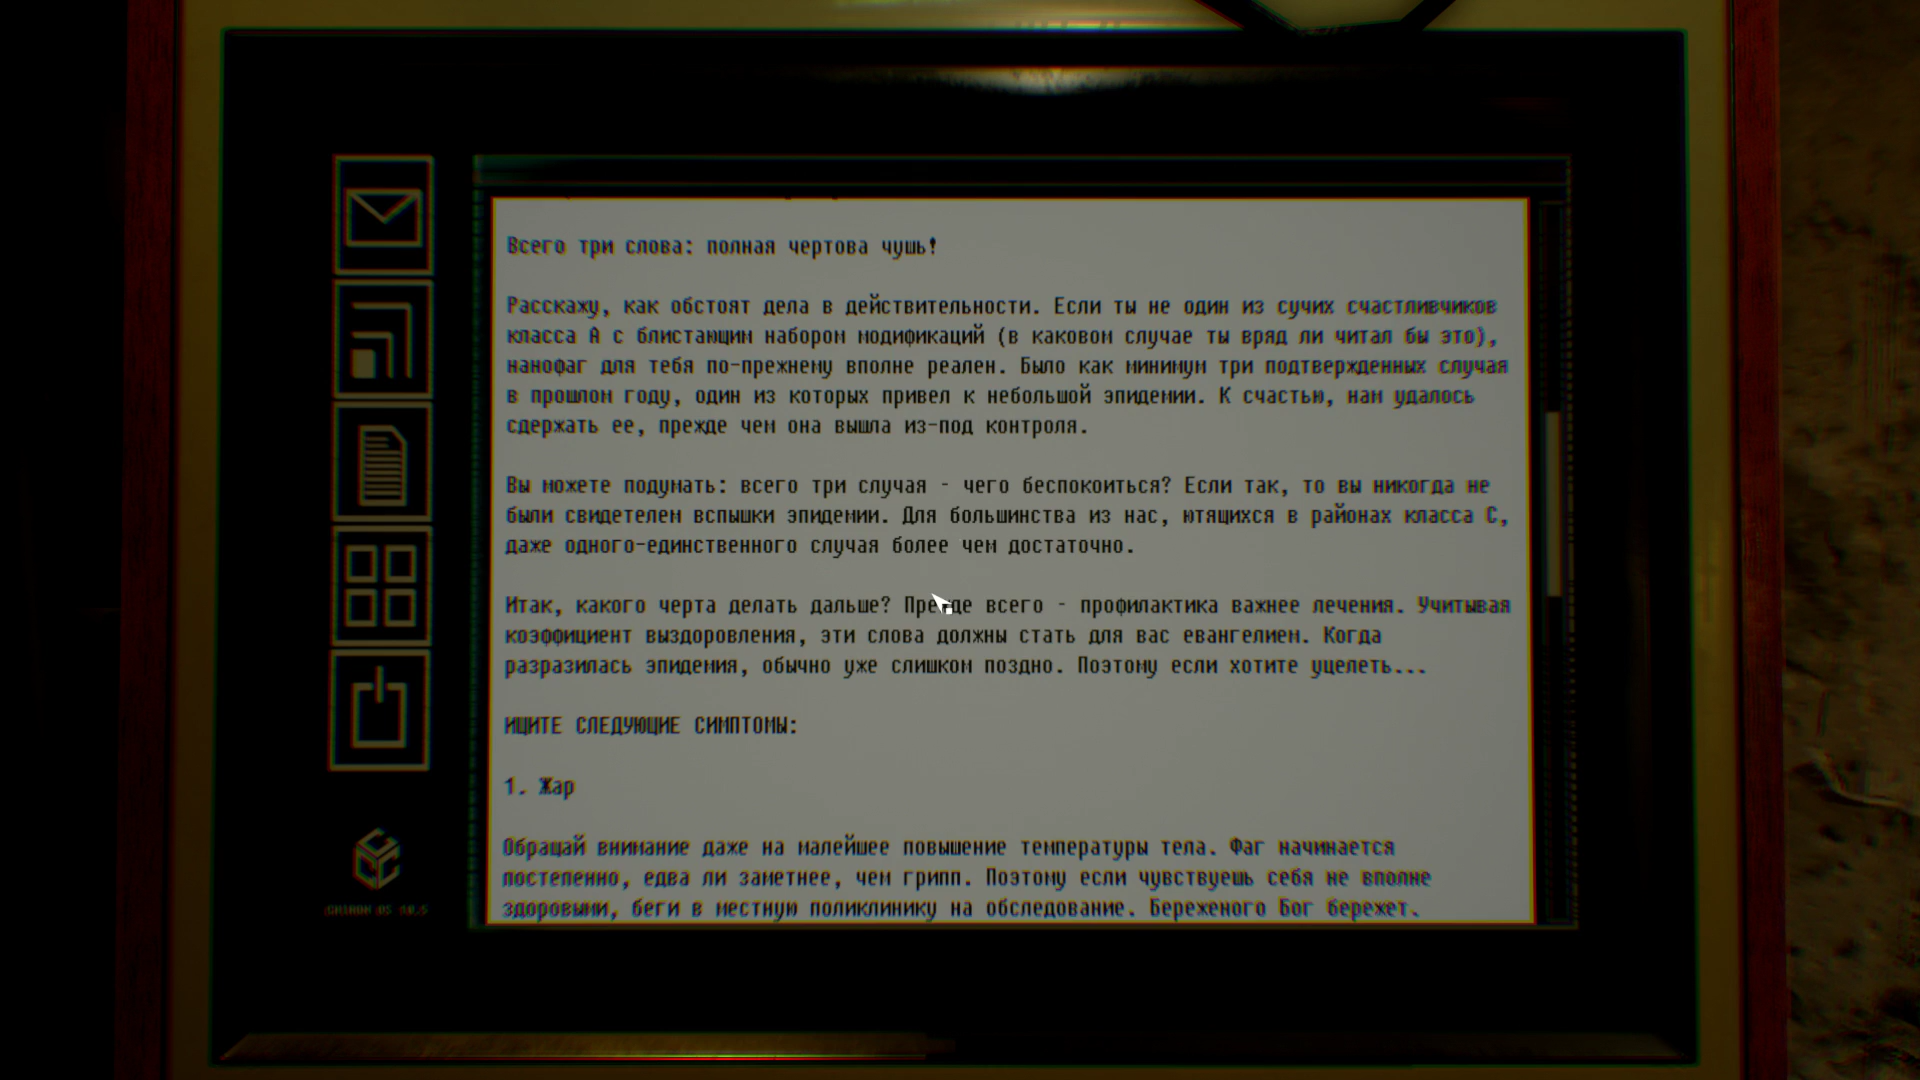 Всего три слова: полная чертова чушь!
Расскажу, как обстоят дела в действительности. Если ты не один из сучих счастливчиков
класса А с блистающим набором модификаций (в каковом случае ты вряд ли читал бы это),
нанофаг для тебя по-прежнему вполне реален. Было как минимум три подтвержденных случая
в прошлом году, один из которых привел к небольшой эпидемии. К счастью, нам удалось
сдержать ее, прежде чем она вышла из-под контроля.
Вы можете подумать: всего три случая - чего беспокоиться? Если так, то вы никогда не
были свидетелем вспышки эпидемии. Для большинства из нас, ютящихся в районах класса С,
даже одного-единственного случая более чем достаточно.
Итак, какого черта делать дальше? Прежде всего - профилактика важнее лечения. Учитывая
коэффициент выздоровления, эти слова должны стать для вас евангелием. Когда
разразилась эпидемия, обычно уже слишком поздно. Поэтому если хотите уцелеть...
ИЩИТЕ СЛЕДУЮЩИЕ СИМПТОМЫ:
1. Жар
Обращай внимание даже на малейшее повышение температуры тела. Фаг начинается
постепенно, едва ли заметнее, чем грипп. Поэтому если чувствуешь себя не вполне
здоровыми, беги в местную поликлинику на обследование. Береженого Бог бережет.
CHIRON OS 10.5